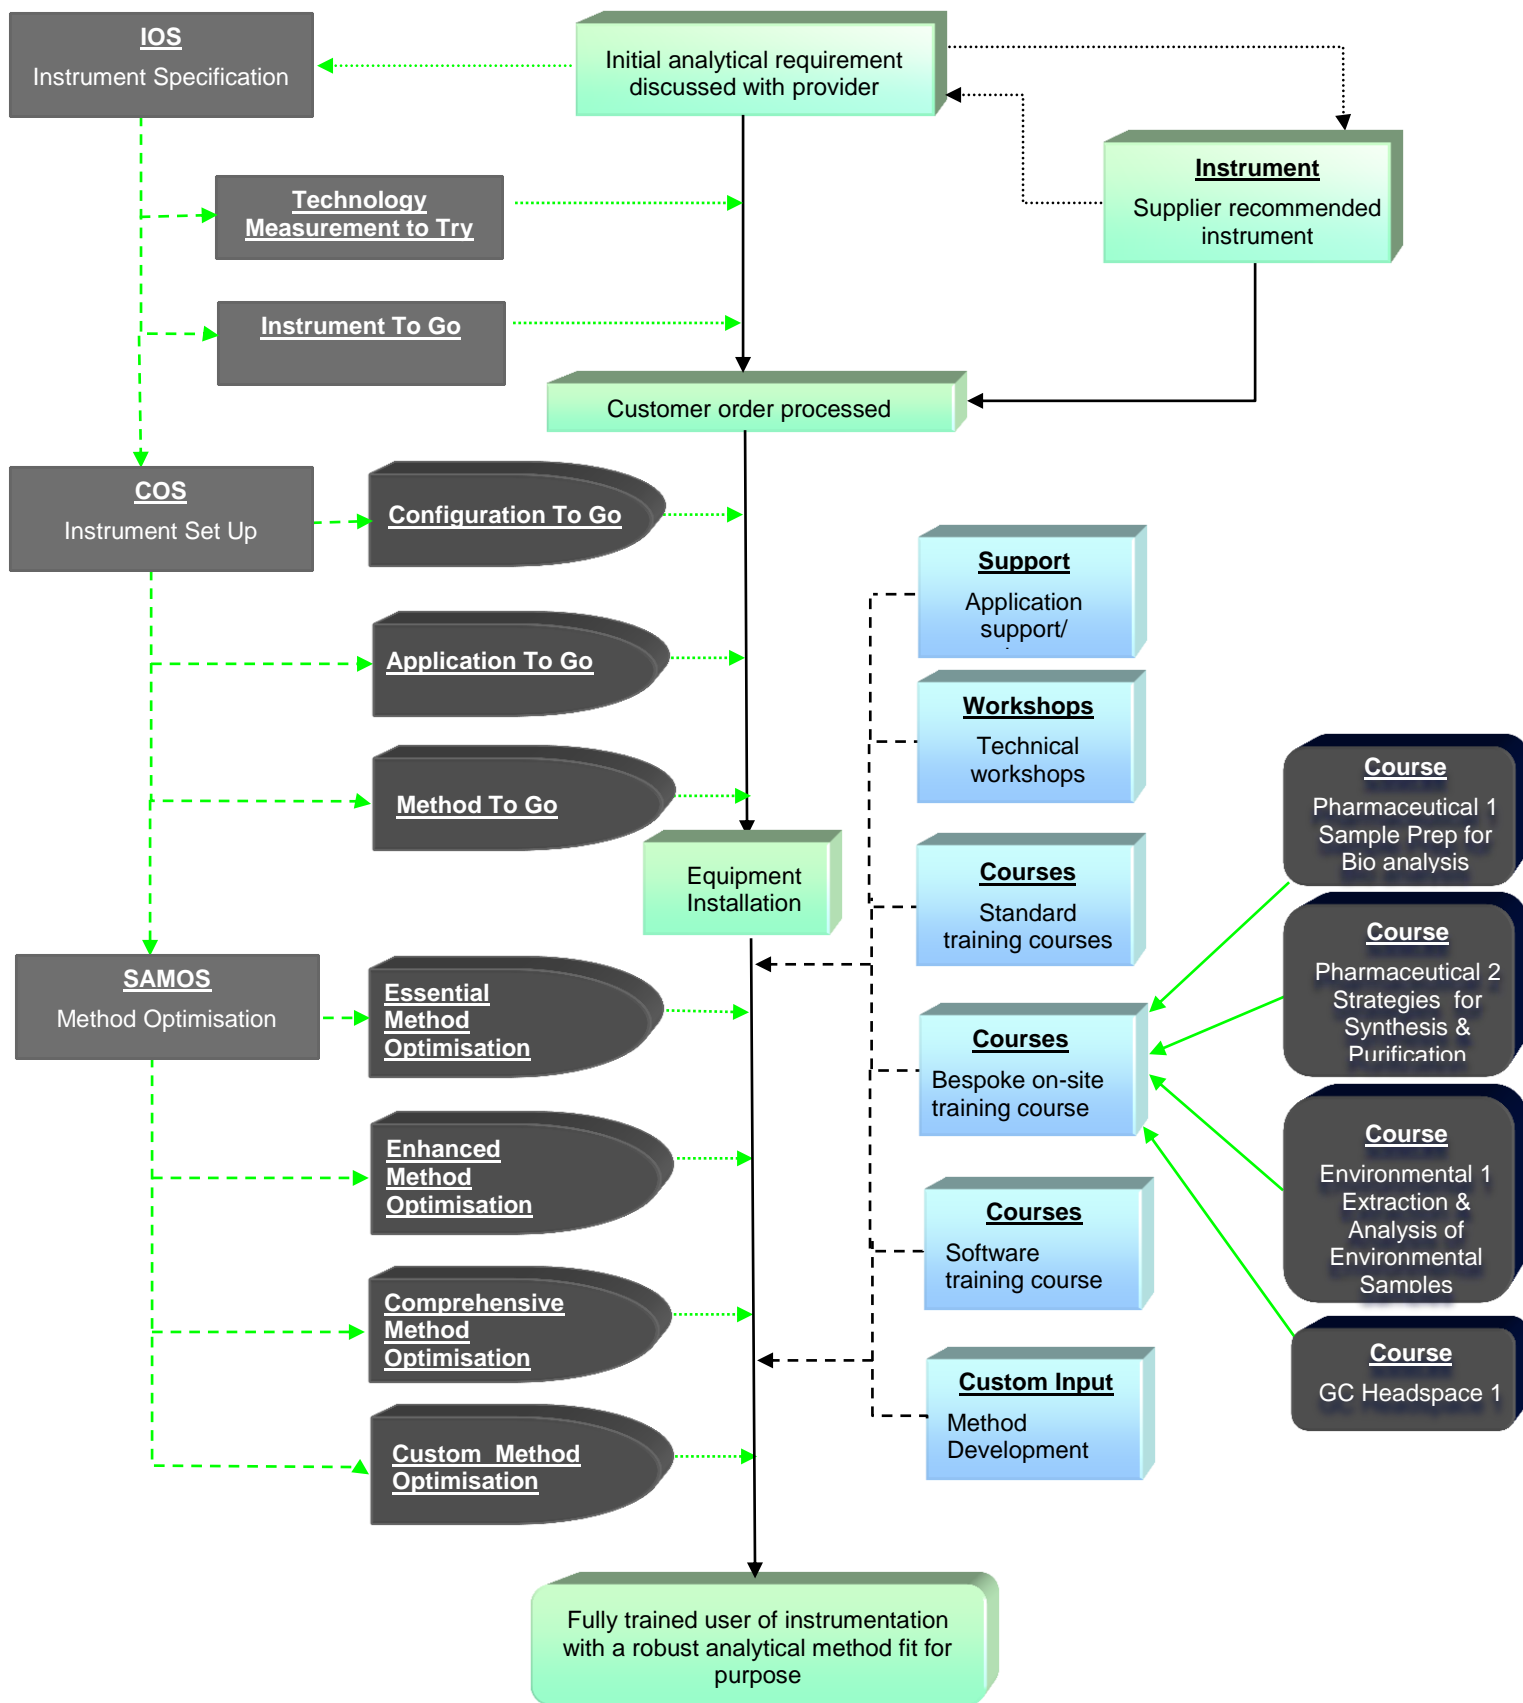 IOS
Instrument Specification
Initial analytical requirement
discussed with provider
Instrument
Supplier recommended
instrument
Technology
Measurement to Try
Instrument To Go
Customer order processed
COS
Instrument Set Up
Configuration To Go
Application To Go
Method To Go
Support
Application
support/
Workshops
Technical
workshops
Courses
Standard
training courses
Equipment
Installation
Course
Pharmaceutical 1
Sample Prep for
Bio analysis
Course
Pharmaceutical 2
Strategies for
Synthesis &
Purification
SAMOS
Method Optimisation
Essential
Method
Optimisation
Courses
Bespoke on-site
training course
Enhanced
Method
Optimisation
Course
Environmental 1
Extraction &
Analysis of
Environmental
Samples
Courses
Software
training course
Comprehensive
Method
Optimisation
Course
GC Headspace 1
Custom Input
Method
Development
Custom Method
Optimisation
Fully trained user of instrumentation
with a robust analytical method fit for
purpose